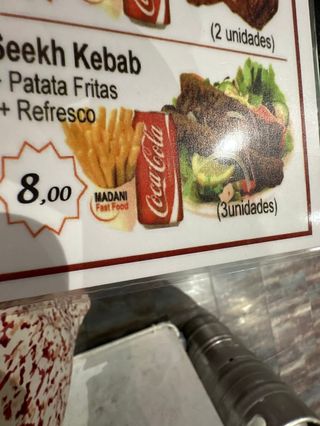 (2 unidades)
Seekh Kebab
+ Patata Fritas
+ Refresco
8,00
MADANI
Fast Food
Coca-Cola
(3unidades)